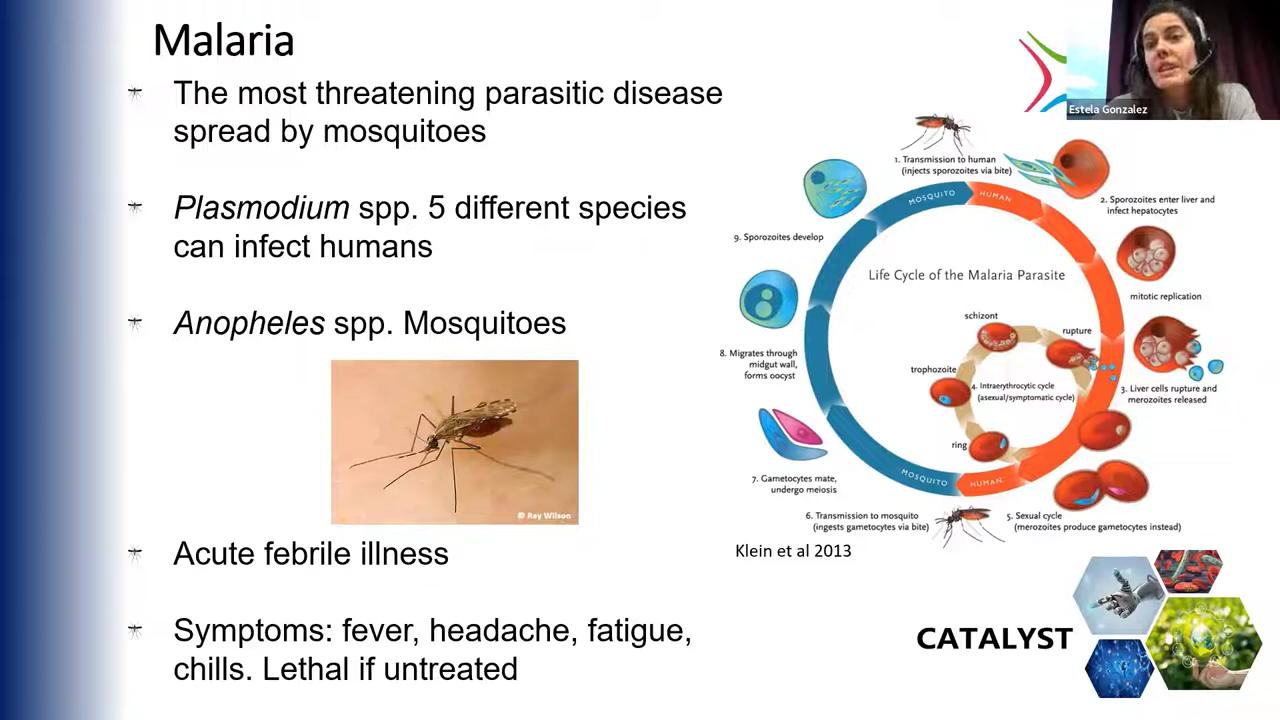 Malaria
The most threatening parasitic disease
spread by mosquitoes
Plasmodium spp. 5 different species
can infect humans
Anopheles spp. Mosquitoes
© Ray Wilson
Acute febrile illness
Symptoms: fever, headache, fatigue,
chills. Lethal if untreated
Estela Gonzalez
1. Transmission to human
(injects sporozoites via bite)
MOSQUITO
HUMAN
2. Sporozoites enter liver and
infect hepatocytes
mitotic replication
3. Liver cells rupture and
merozoites released
Life Cycle of the Malaria Parasite
schizont
rupture
trophozoite
4. Intraerythrocytic cycle
(asexual/symptomatic cycle)
ring
5. Sexual cycle
(merozoites produce gametocytes instead)
HUMAN
MOSQUITO
6. Transmission to mosquito
(ingests gametocytes via bite)
7. Gametocytes mate,
undergo meiosis
8. Migrates through
midgut wall,
forms oocyst
9. Sporozoites develop
Klein et al 2013
CATALYST